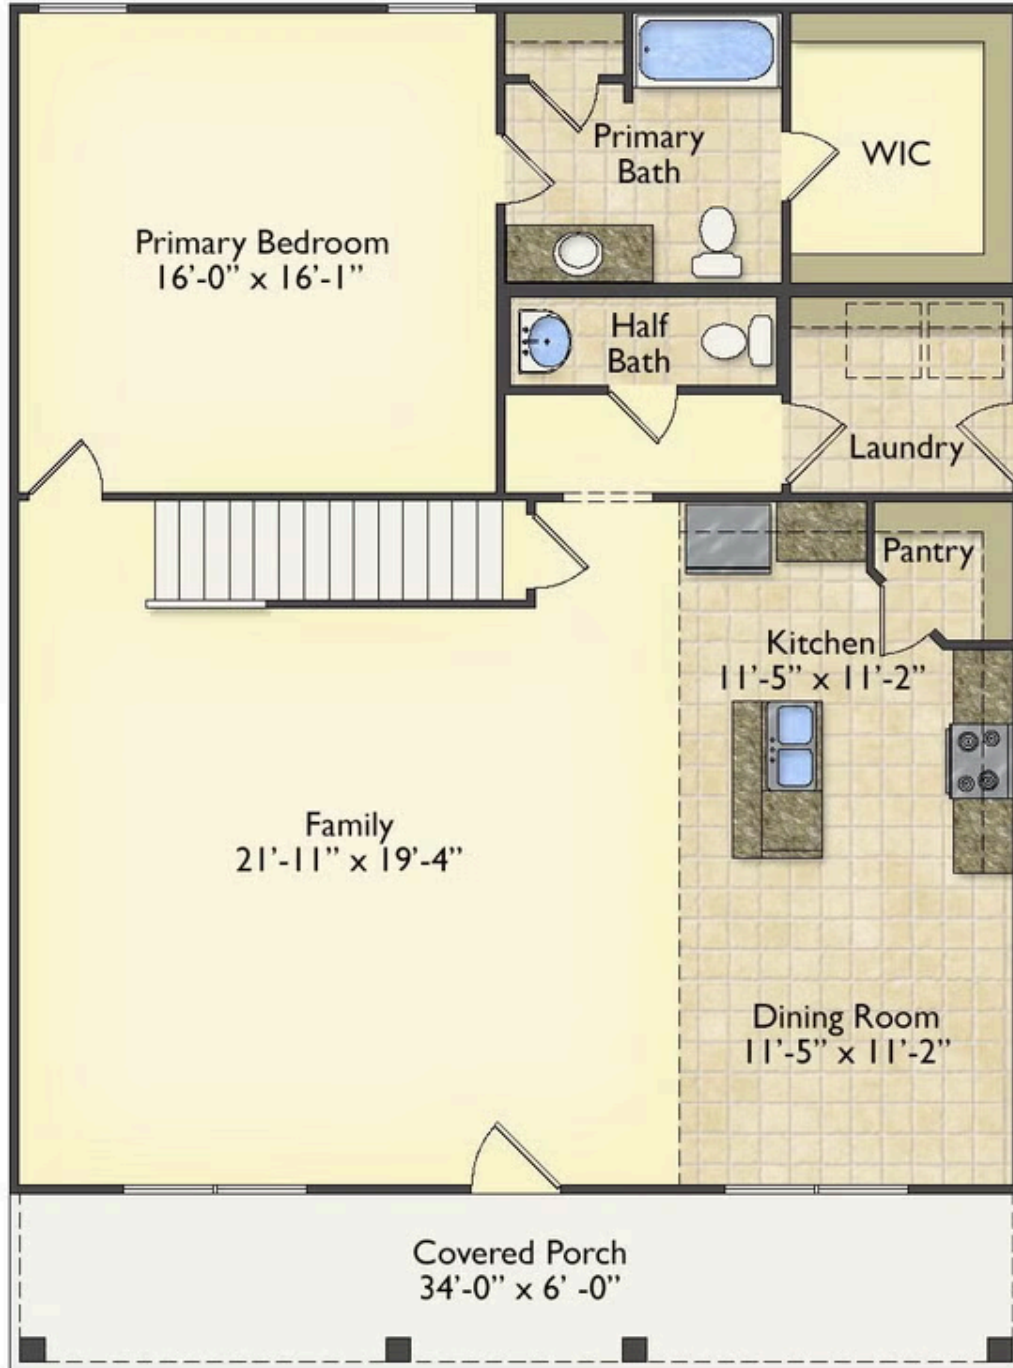 Primary
Bath
WIC
Primary Bedroom
16'-0" x 16'-1"
Half
Bath
Laundry
Pantry
Kitchen
11'-5" x 11'-2"
Family
21'-11" x 19'-4"
Dining Room
11'-5" x 11'-2"
Covered Porch
34'-0" x 6' -0"